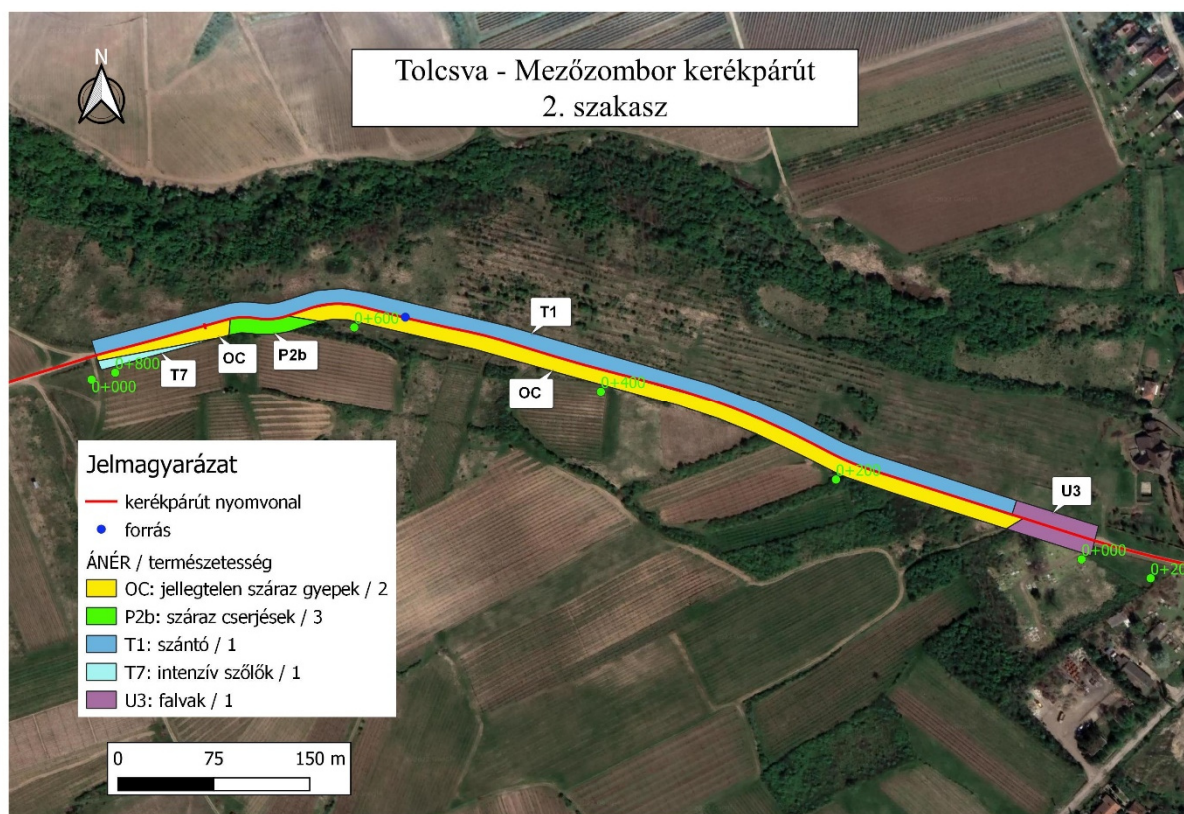 N
Tolcsva - Mezőzombor kerékpárút
2. szakasz
T1
0+600
OC
P2b
T7
0+800
0+000
OC
0+400
0+200
U3
0+000
0+20
Jelmagyarázat
kerékpárút nyomvonal
forrás
ÁNÉR / természetesség
OC: jellegtelen száraz gyepek / 2
P2b: száraz cserjések / 3
T1: szántó / 1
T7: intenzív szőlők / 1
U3: falvak / 1
0 75 150 m